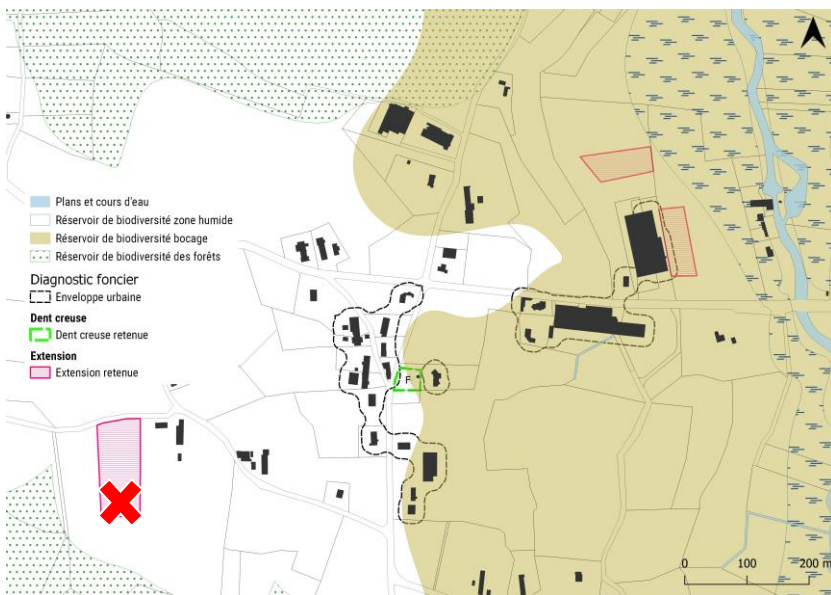 Plans et cours d'eau
Réservoir de biodiversité zone humide
Réservoir de biodiversité bocage
Réservoir de biodiversité des forêts
Diagnostic foncier
Enveloppe urbaine
Dent creuse
Dent creuse retenue
Extension
Extension retenue
F
0 100 200 m